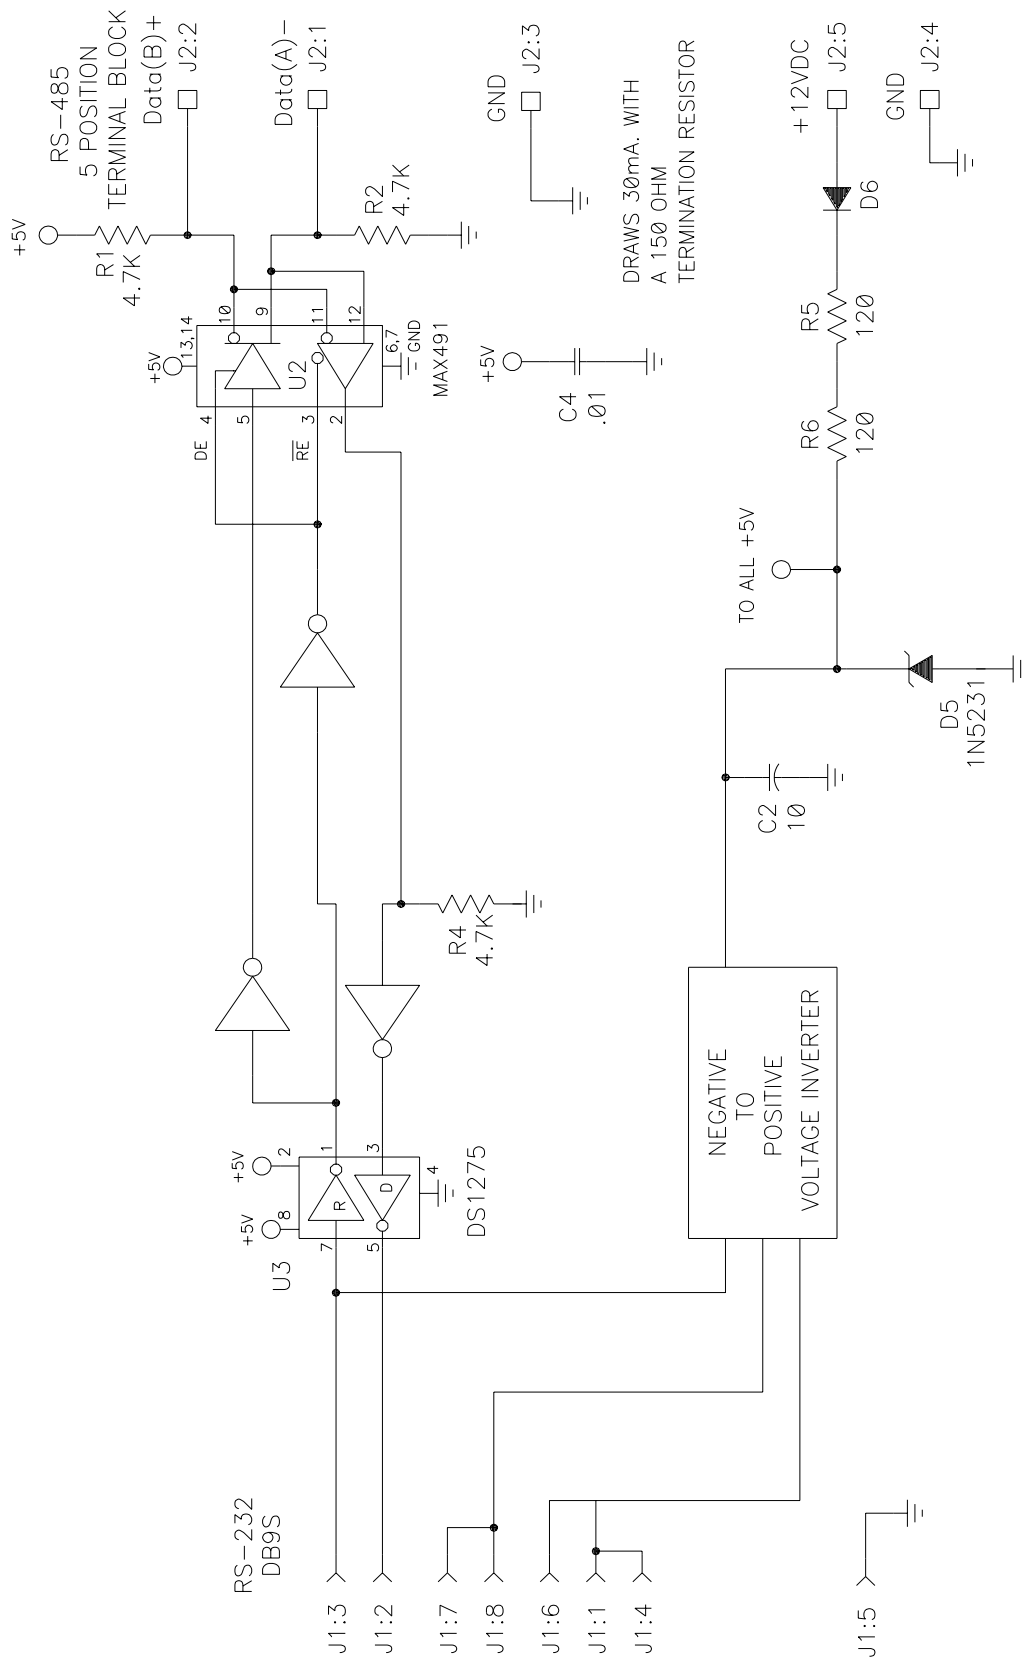 RS-232
DB9S
J1:3
J1:2
J1:7
J1:8
J1:6
J1:1
J1:4
J1:5
U3
+5V
8
+5V
2
7
1
R
5
3
D
4
DS1275
NEGATIVE
TO
POSITIVE
VOLTAGE INVERTER
R4
4.7K
C2
10
D5
1N5231
TO ALL +5V
R6
120
R5
120
D6
DE
4
5
RE
3
2
U2
+5V
13,14
10
9
11
12
6,7
GND
MAX491
+5V
R1
4.7K
R2
4.7K
+5V
C4
.01
DRAWS 30mA. WITH
A 150 OHM
TERMINATION RESISTOR
RS-485
5 POSITION
TERMINAL BLOCK
Data(B)+
J2:2
Data(A)-
J2:1
GND
J2:3
+12VDC
J2:5
GND
J2:4